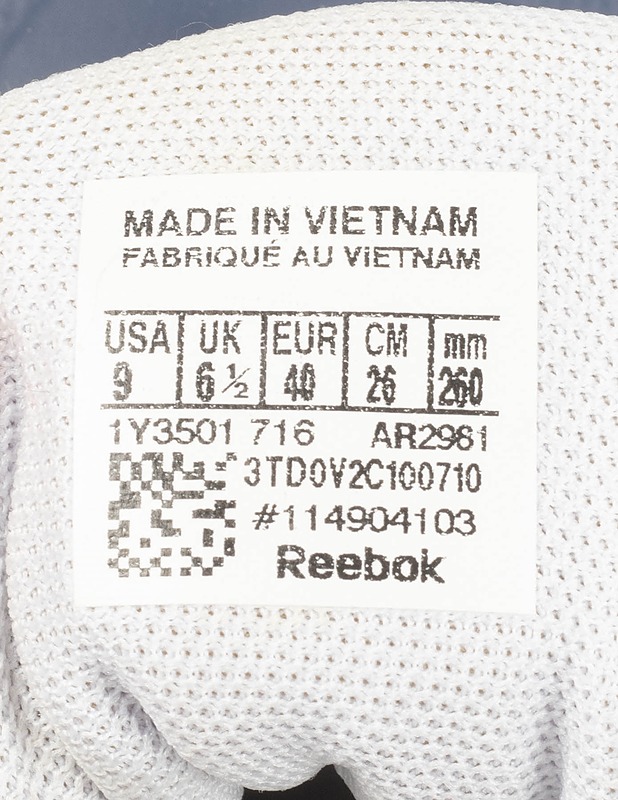 MADE IN VIETNAM
FABRIQUÉ AU VIETNAM
USA UK EUR CM mm
9 6 ½ 40 26 260
1Y3501 716 AR2981
3TD0V2C100710
#114904103
Reebok